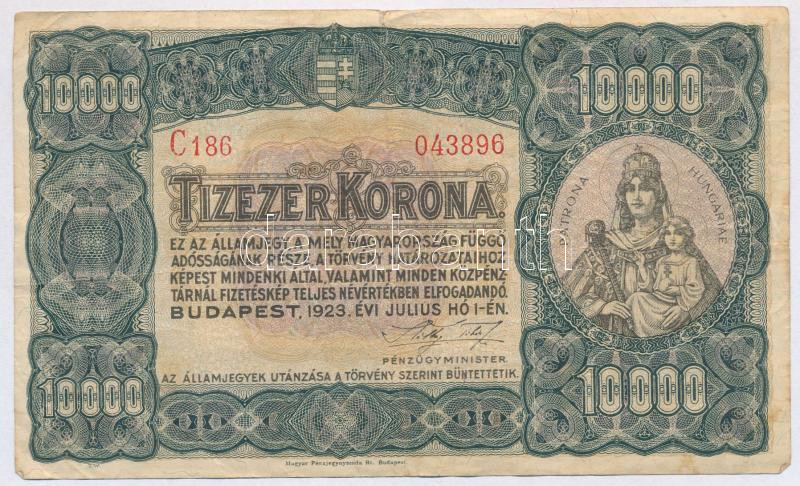 10000
10000
C186
043896
TIZEZER KORONA.
EZ AZ ÁLLAMJEGY, A MELY MAGYARORSZÁG FÜGGŐ
ADÓSSÁGÁNAK RÉSZE, A TÖRVÉNY HATÁROZATAIHOZ
KÉPEST MINDENKI ÁLTAL, VALAMINT MINDEN KÖZPÉNZ-
TÁRNÁL FIZETÉSKÉP TELJES NÉVÉRTÉKBEN ELFOGADANDÓ.
BUDAPEST, 1923. ÉVI JULIUS HÓ 1-ÉN.
PÉNZÜGYMINISTER.
AZ ÁLLAMJEGYEK UTÁNZÁSA A TÖRVÉNY SZERINT BÜNTETTETIK.
PATRONA HUNGARIAE
10000
10000
Magyar Pénzjegynyomda Rt. Budapest.
darabanth